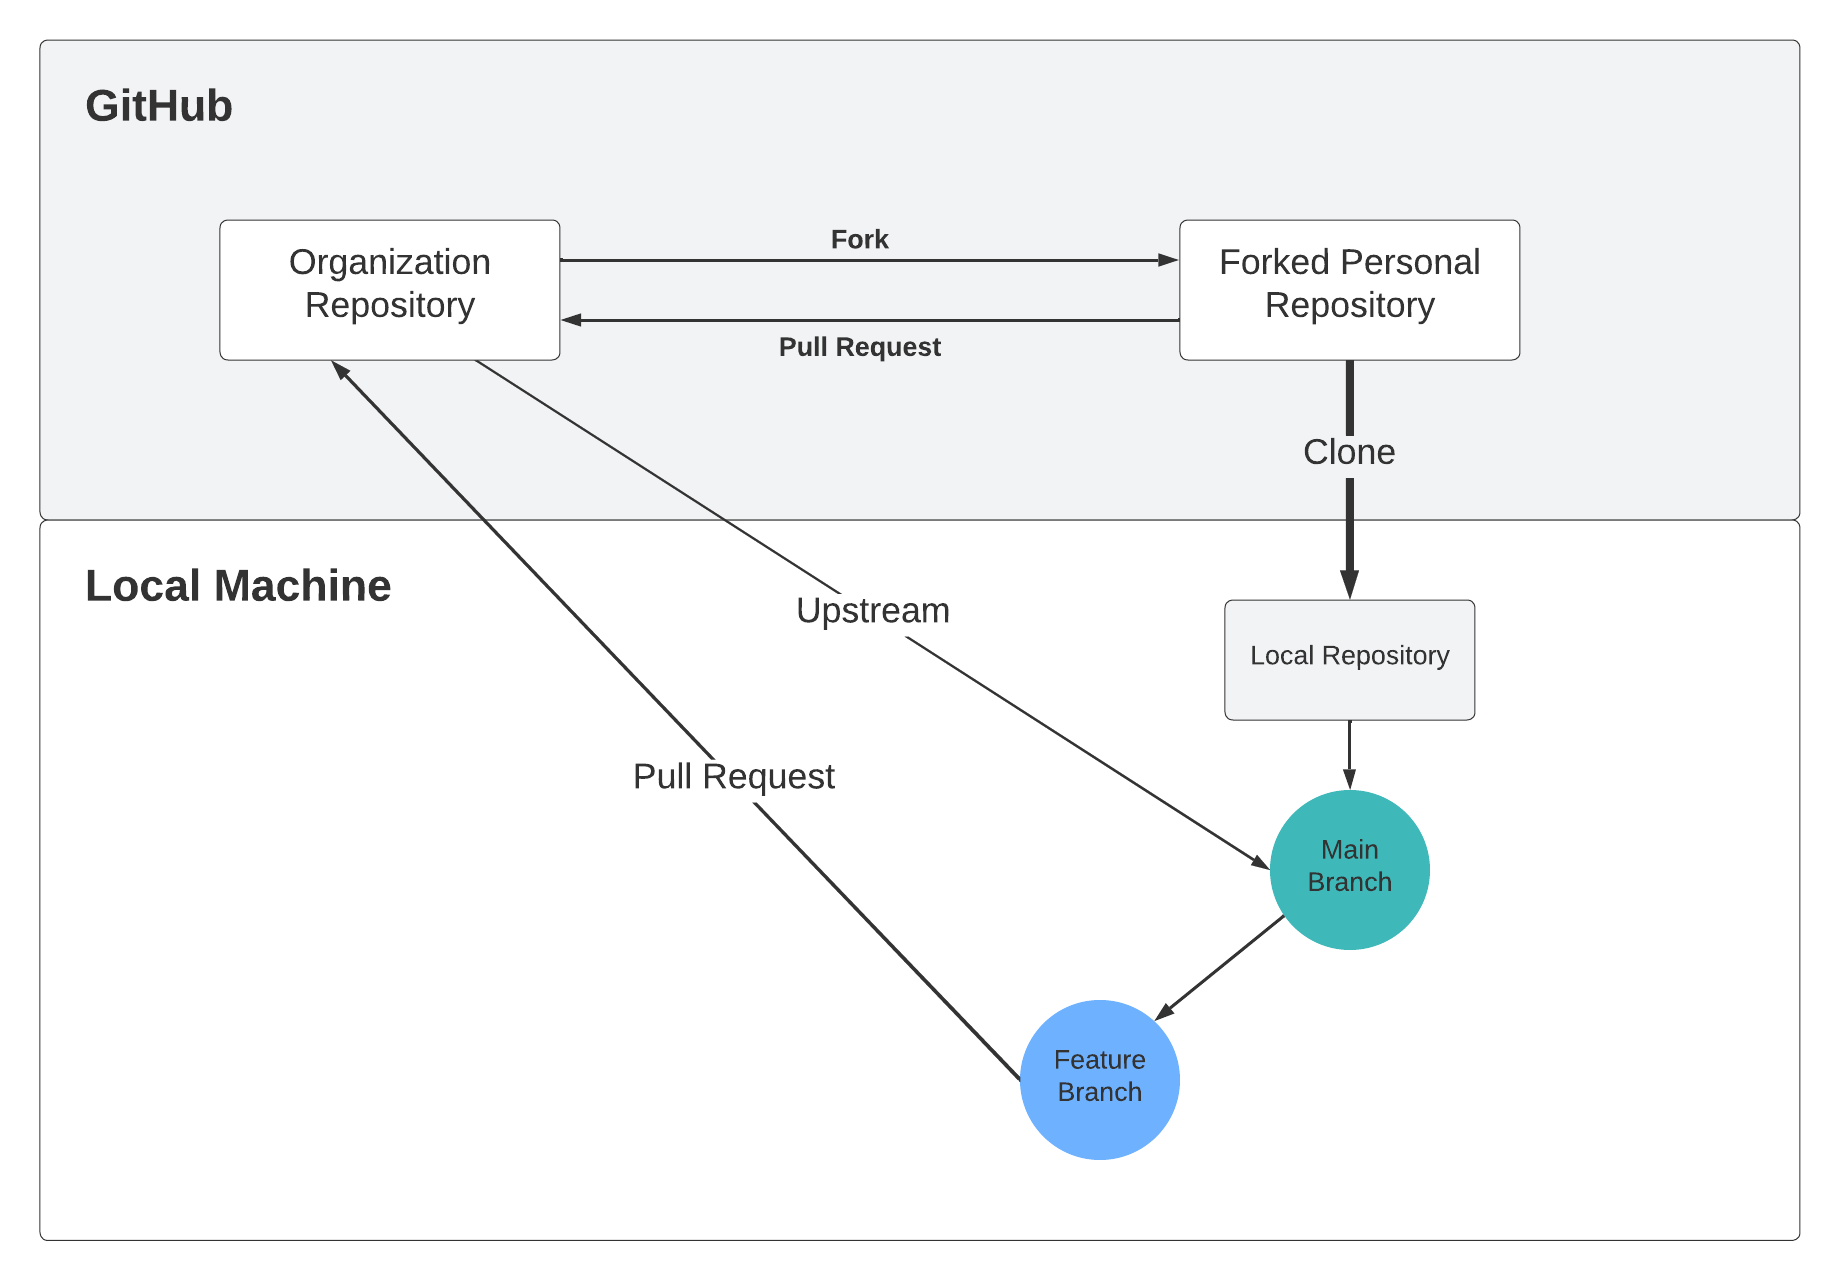 GitHub
Organization
Repository
Fork
Pull Request
Forked Personal
Repository
Clone
Local Machine
Upstream
Local Repository
Pull Request
Main
Branch
Feature
Branch